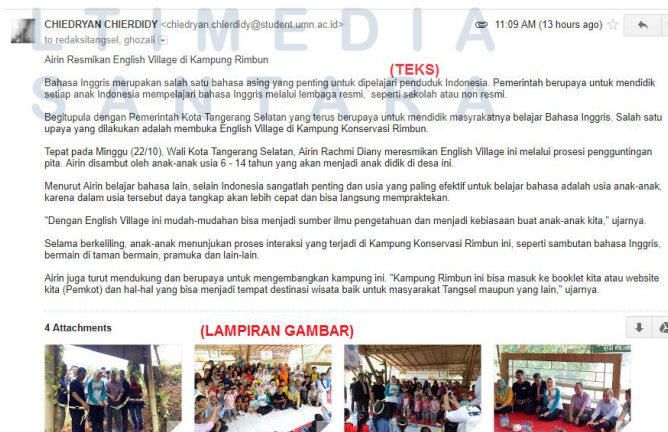 CHIEDRYAN CHIERDIDY <chiedryan.chierdidy@student.umn.ac.id>
11:09 AM (13 hours ago)
to redaksitangsel, ghozali
LTIMEDIA
Airin Resmikan English Village di Kampung Rimbun
(TEKS)
Bahasa Inggris merupakan salah satu bahasa asing yang penting untuk dipelajari penduduk Indonesia. Pemerintah berupaya untuk mendidik
setiap anak Indonesia mempelajari bahasa Inggris melalui lembaga resmi, seperti sekolah atau non resmi.
SANTARA
Begitupula dengan Pemerintah Kota Tangerang Selatan yang terus berupaya untuk mendidik masyarakatnya belajar Bahasa Inggris. Salah satu
upaya yang dilakukan adalah membuka English Village di Kampung Konservasi Rimbun.
Tepat pada Minggu (22/10), Wali Kota Tangerang Selatan, Airin Rachmi Diany meresmikan English Village ini melalui prosesi pengguntingan
pita. Airin disambut oleh anak-anak usia 6 - 14 tahun yang akan menjadi anak didik di desa ini.
Menurut Airin belajar bahasa lain, selain Indonesia sangatlah penting dan usia yang paling efektif untuk belajar bahasa adalah usia anak-anak,
karena dalam usia tersebut daya tangkap akan lebih cepat dan bisa langsung mempraktekan.
"Dengan English Village ini mudah-mudahan bisa menjadi sumber ilmu pengetahuan dan menjadi kebiasaan buat anak-anak kita," ujarnya.
Selama berkeliling, anak-anak menunjukan proses interaksi yang terjadi di Kampung Konservasi Rimbun ini, seperti sambutan bahasa Inggris,
bermain di taman bermain, pramuka dan lain-lain.
Airin juga turut mendukung dan berupaya untuk mengembangkan kampung ini. "Kampung Rimbun ini bisa masuk ke booklet kita atau website
kita (Pemkot) dan hal-hal yang bisa menjadi tempat destinasi wisata baik untuk masyarakat Tangsel maupun yang lain," ujarnya.
4 Attachments
(LAMPIRAN GAMBAR)